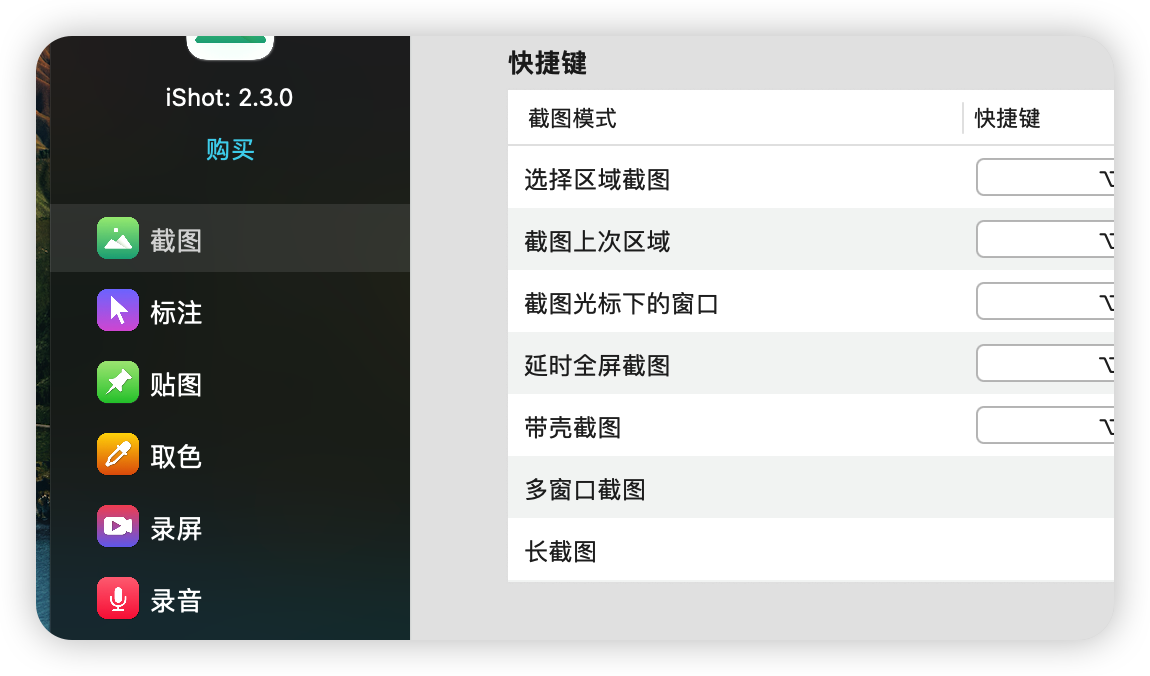 iShot: 2.3.0
购买
截图
标注
贴图
取色
录屏
录音
快捷键
截图模式 快捷键
选择区域截图 ⌥
截图上次区域 ⌥
截图光标下的窗口 ⌥
延时全屏截图 ⌥
带壳截图 ⌥
多窗口截图
长截图